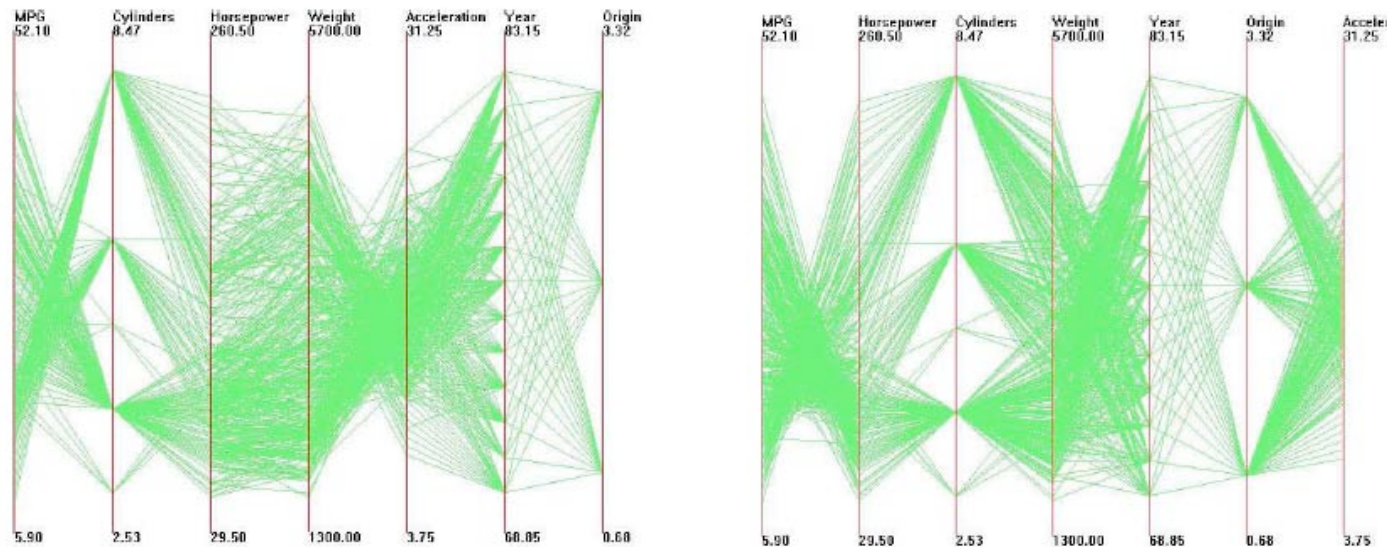 MPG Cylinders Horsepower Weight Acceleration Year Origin
52.10 8.47 260.50 5700.00 31.25 83.15 3.32
5.90 2.53 29.50 1300.00 3.75 68.85 0.68
MPG Horsepower Cylinders Weight Year Origin Acceler
52.10 260.50 8.47 5700.00 83.15 3.32 31.25
5.90 29.50 2.53 1300.00 68.85 0.68 3.75